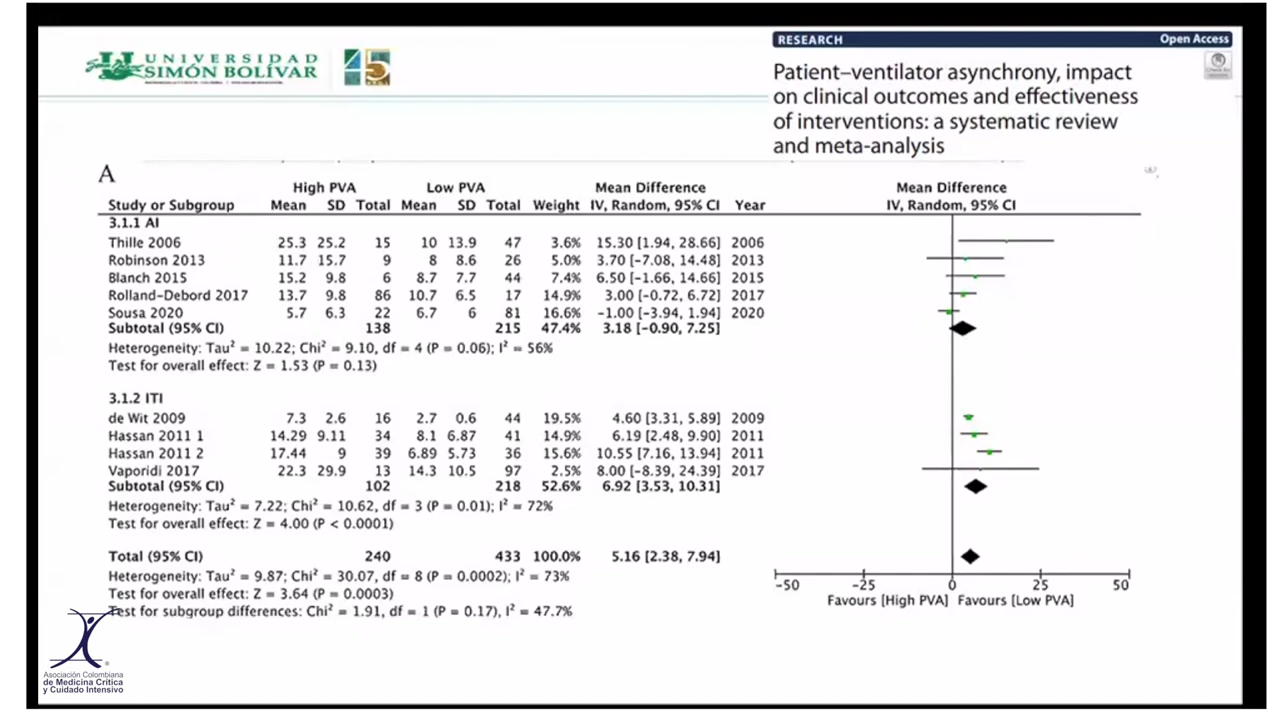 UNIVERSIDAD
SIMÓN BOLÍVAR
45
RESEARCH Open Access
Patient–ventilator asynchrony, impact
on clinical outcomes and effectiveness
of interventions: a systematic review
and meta-analysis
A
High PVA Low PVA Mean Difference Mean Difference
Study or Subgroup Mean SD Total Mean SD Total Weight IV, Random, 95% CI Year IV, Random, 95% CI
3.1.1 AI
Thille 2006 25.3 25.2 15 10 13.9 47 3.6% 15.30 [1.94, 28.66] 2006
Robinson 2013 11.7 15.7 9 8 8.6 26 5.0% 3.70 [-7.08, 14.48] 2013
Blanch 2015 15.2 9.8 6 8.7 7.7 44 7.4% 6.50 [-1.66, 14.66] 2015
Rolland-Debord 2017 13.7 9.8 86 10.7 6.5 17 14.9% 3.00 [-0.72, 6.72] 2017
Sousa 2020 5.7 6.3 22 6.7 6 81 16.6% -1.00 [-3.94, 1.94] 2020
Subtotal (95% CI) 138 215 47.4% 3.18 [-0.90, 7.25]
Heterogeneity: Tau² = 10.22; Chi² = 9.10, df = 4 (P = 0.06); I² = 56%
Test for overall effect: Z = 1.53 (P = 0.13)
3.1.2 ITI
de Wit 2009 7.3 2.6 16 2.7 0.6 44 19.5% 4.60 [3.31, 5.89] 2009
Hassan 2011 1 14.29 9.11 34 8.1 6.87 41 14.9% 6.19 [2.48, 9.90] 2011
Hassan 2011 2 17.44 9 39 6.89 5.73 36 15.6% 10.55 [7.16, 13.94] 2011
Vaporidi 2017 22.3 29.9 13 14.3 10.5 97 2.5% 8.00 [-8.39, 24.39] 2017
Subtotal (95% CI) 102 218 52.6% 6.92 [3.53, 10.31]
Heterogeneity: Tau² = 7.22; Chi² = 10.62, df = 3 (P = 0.01); I² = 72%
Test for overall effect: Z = 4.00 (P < 0.0001)
Total (95% CI) 240 433 100.0% 5.16 [2.38, 7.94]
Heterogeneity: Tau² = 9.87; Chi² = 30.07, df = 8 (P = 0.0002); I² = 73%
Test for overall effect: Z = 3.64 (P = 0.0003)
Test for subgroup differences: Chi² = 1.91, df = 1 (P = 0.17), I² = 47.7%
-50 -25 0 25 50
Favours [High PVA] Favours [Low PVA]
Asociación Colombiana
de Medicina Crítica
y Cuidado Intensivo